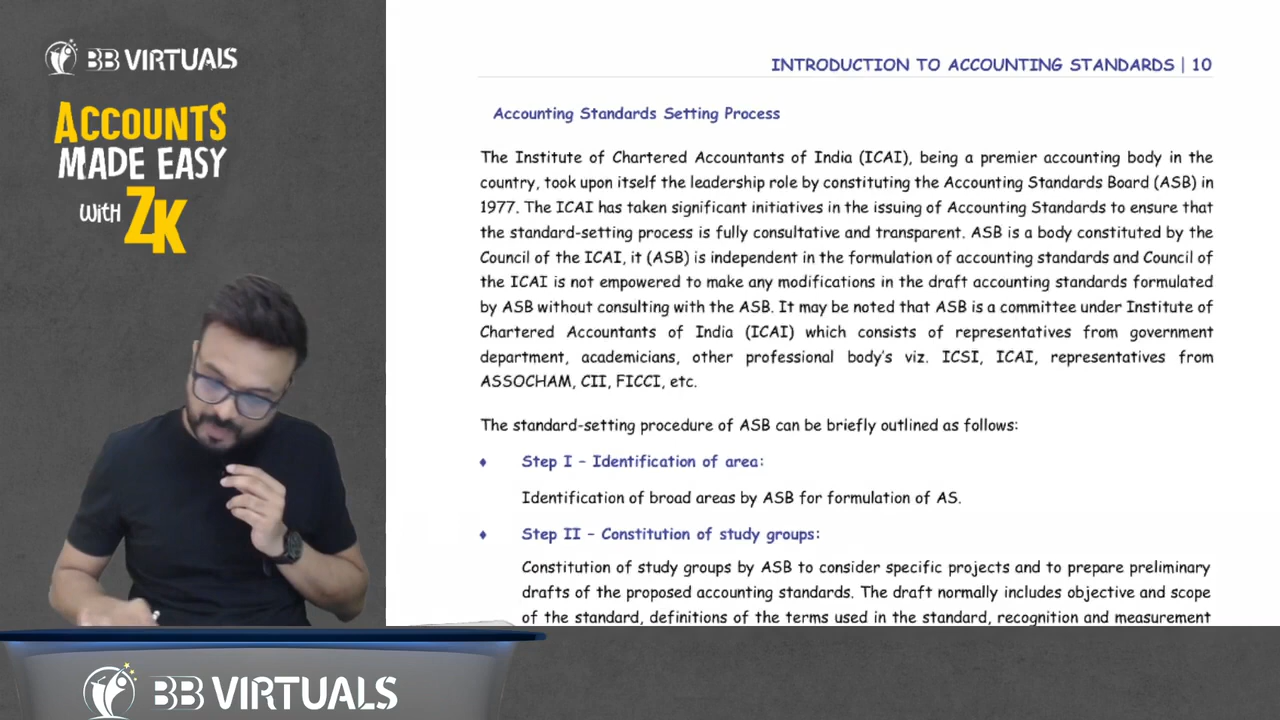 BB VIRTUALS
ACCOUNTS
MADE EASY
with ZK
INTRODUCTION TO ACCOUNTING STANDARDS | 10
Accounting Standards Setting Process
The Institute of Chartered Accountants of India (ICAI), being a premier accounting body in the
country, took upon itself the leadership role by constituting the Accounting Standards Board (ASB) in
1977. The ICAI has taken significant initiatives in the issuing of Accounting Standards to ensure that
the standard-setting process is fully consultative and transparent. ASB is a body constituted by the
Council of the ICAI, it (ASB) is independent in the formulation of accounting standards and Council of
the ICAI is not empowered to make any modifications in the draft accounting standards formulated
by ASB without consulting with the ASB. It may be noted that ASB is a committee under Institute of
Chartered Accountants of India (ICAI) which consists of representatives from government
department, academicians, other professional body's viz. ICSI, ICAI, representatives from
ASSOCHAM, CII, FICCI, etc.
The standard-setting procedure of ASB can be briefly outlined as follows:
♦ Step I – Identification of area:
Identification of broad areas by ASB for formulation of AS.
♦ Step II – Constitution of study groups:
Constitution of study groups by ASB to consider specific projects and to prepare preliminary
drafts of the proposed accounting standards. The draft normally includes objective and scope
of the standard, definitions of the terms used in the standard, recognition and measurement
BB VIRTUALS